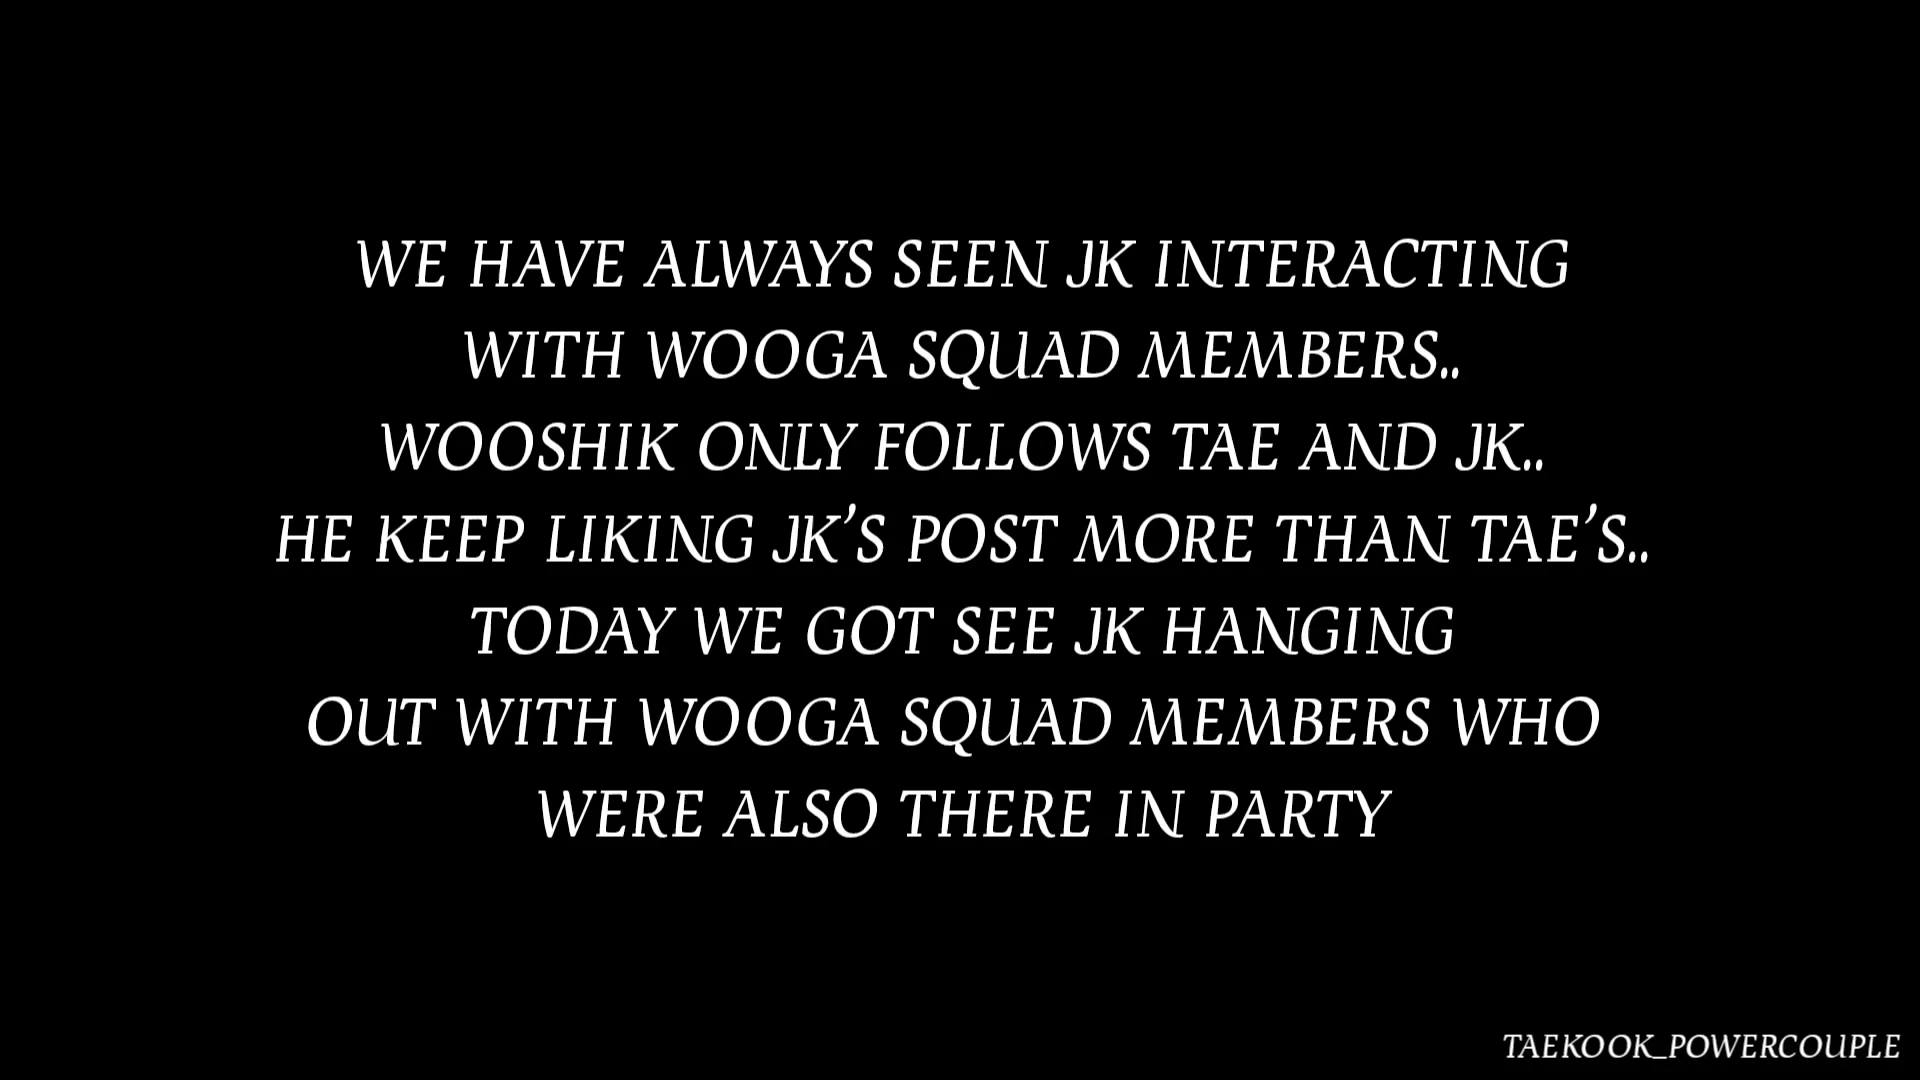 WE HAVE ALWAYS SEEN JK INTERACTING
WITH WOOGA SQUAD MEMBERS..
WOOSHIK ONLY FOLLOWS TAE AND JK..
HE KEEP LIKING JK’S POST MORE THAN TAE’S..
TODAY WE GOT SEE JK HANGING
OUT WITH WOOGA SQUAD MEMBERS WHO
WERE ALSO THERE IN PARTY
TAEKOOK_POWERCOUPLE